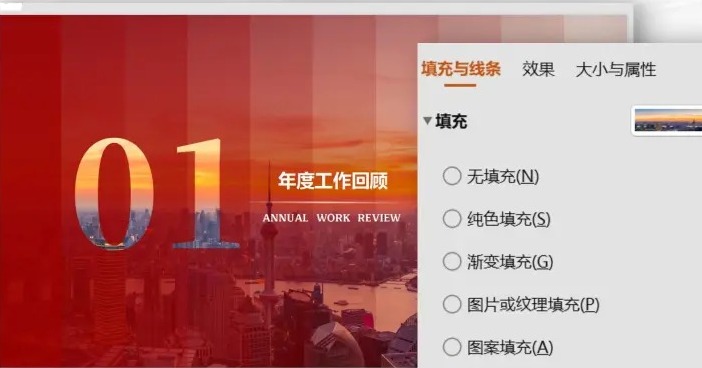 01
年度工作回顾
ANNUAL WORK REVIEW
填充与线条 效果 大小与属性
填充
无填充(N)
纯色填充(S)
渐变填充(G)
图片或纹理填充(P)
图案填充(A)